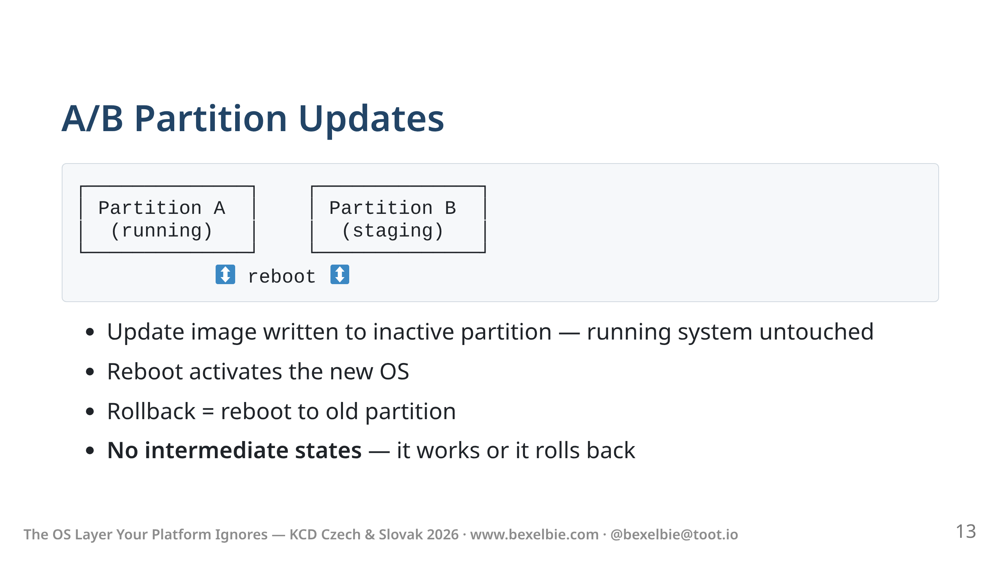 A/B Partition Updates
Partition A Partition B
(running) (staging)
↕ reboot ↕
• Update image written to inactive partition — running system untouched
• Reboot activates the new OS
• Rollback = reboot to old partition
• No intermediate states — it works or it rolls back
The OS Layer Your Platform Ignores — KCD Czech & Slovak 2026 · www.bexelbie.com · @bexelbie@toot.io
13